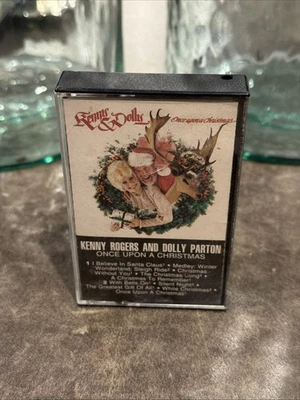 Kenny & Dolly
Once upon a Christmas
KENNY ROGERS AND DOLLY PARTON
ONCE UPON A CHRISTMAS
1 I Believe In Santa Claus • Medley: Winter
Wonderland/ Sleigh Ride • Christmas
Without You • The Christmas Song •
A Christmas To Remember
2 With Bells On • Silent Night •
The Greatest Gift Of All • White Christmas •
Once Upon A Christmas